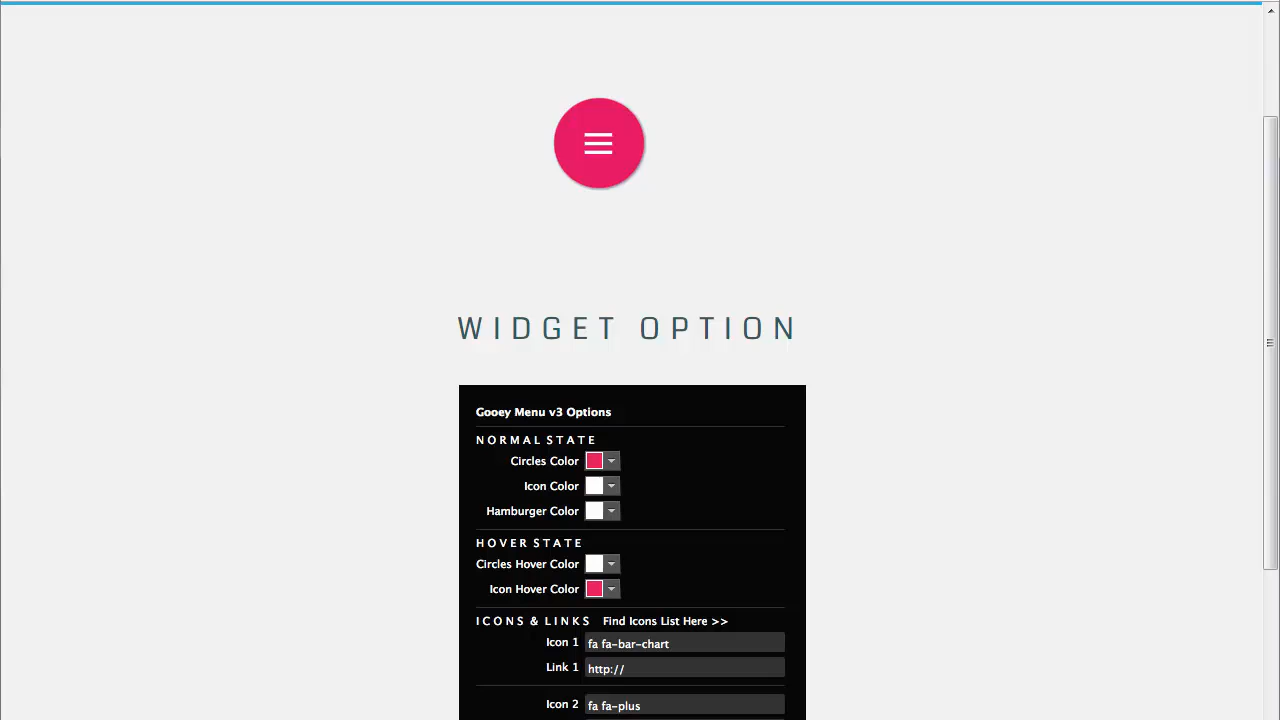 WIDGET OPTION
Gooey Menu v3 Options
NORMAL STATE
Circles Color
Icon Color
Hamburger Color
HOVER STATE
Circles Hover Color
Icon Hover Color
ICONS & LINKS Find Icons List Here >>
Icon 1 fa fa-bar-chart
Link 1 http://
Icon 2 fa fa-plus